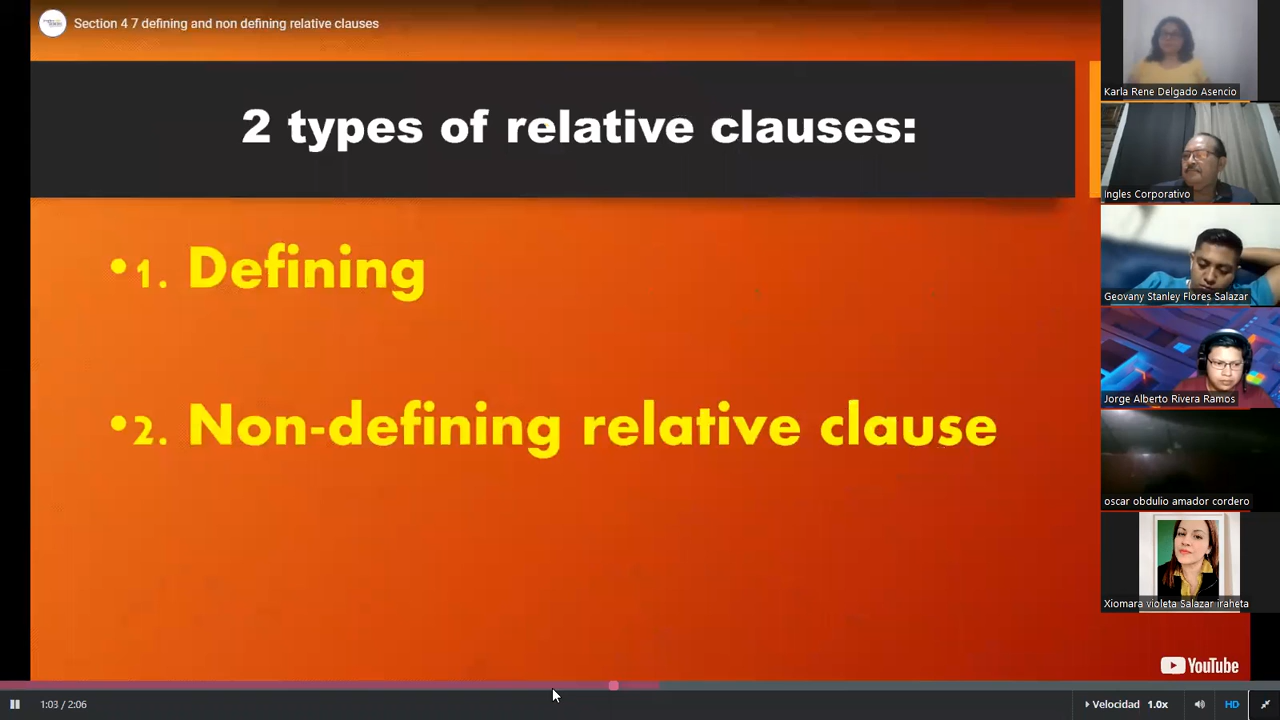 Section 4 7 defining and non defining relative clauses
2 types of relative clauses:
•1. Defining
•2. Non-defining relative clause
Karla Rene Delgado Asencio
Ingles Corporativo
Geovany Stanley Flores Salazar
Jorge Alberto Rivera Ramos
oscar obdulio amador cordero
Xiomara violeta Salazar iraheta
YouTube
1:03 / 2:06
Velocidad 1.0x
HD